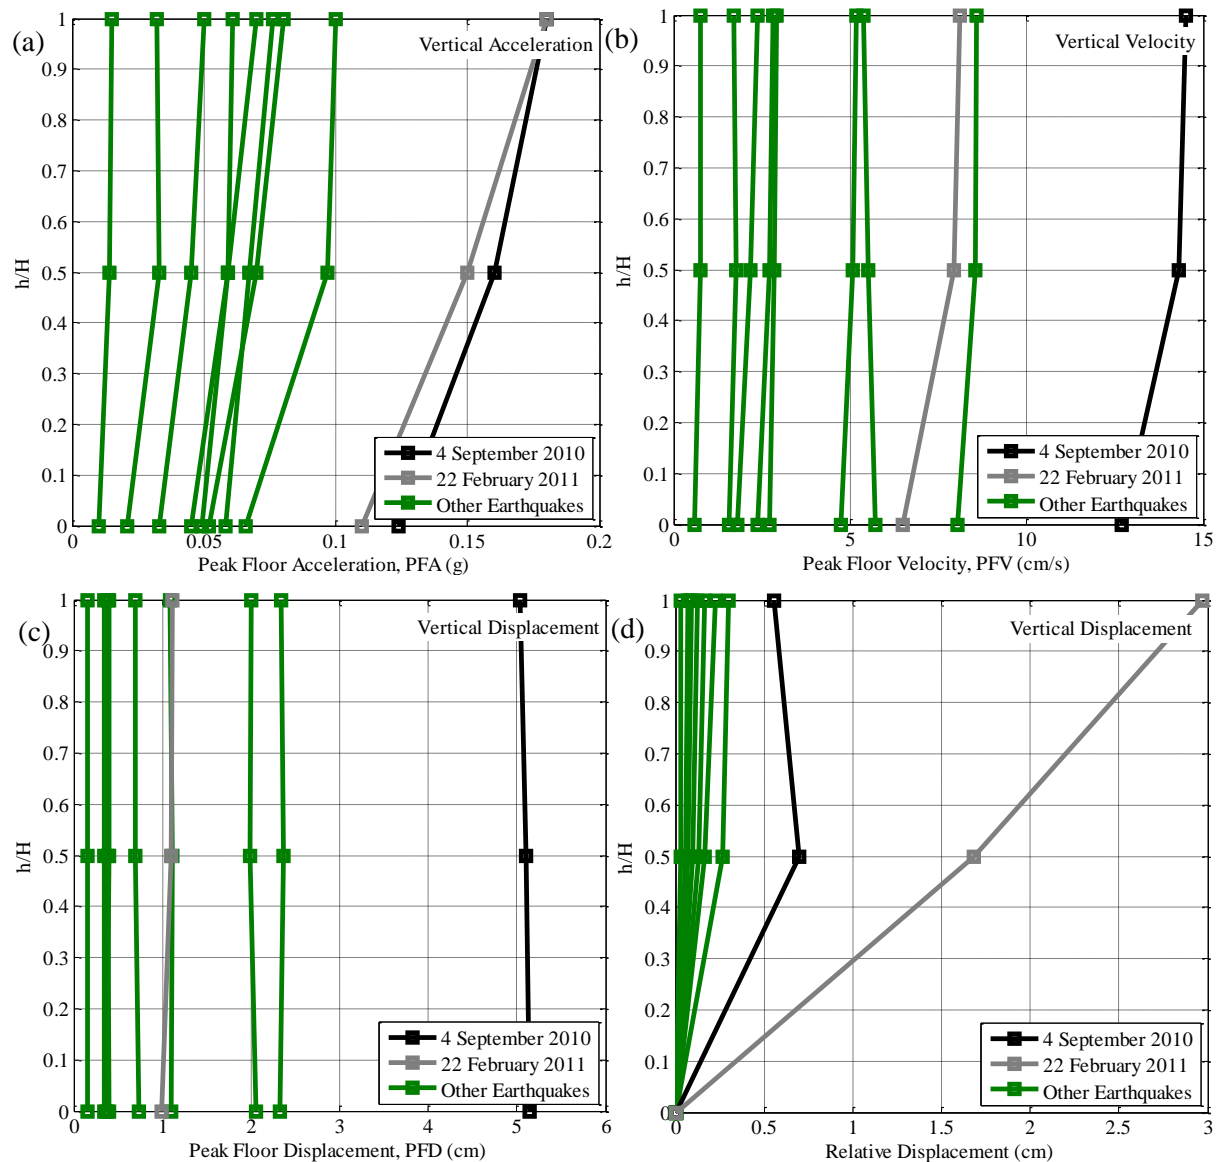 (a)
Vertical Acceleration
1
0.9
0.8
0.7
0.6
0.5
0.4
0.3
0.2
0.1
0
h/H
0
0.05
0.1
0.15
0.2
Peak Floor Acceleration, PFA (g)
4 September 2010
22 February 2011
Other Earthquakes
(b)
Vertical Velocity
1
0.9
0.8
0.7
0.6
0.5
0.4
0.3
0.2
0.1
0
h/H
0
5
10
15
Peak Floor Velocity, PFV (cm/s)
4 September 2010
22 February 2011
Other Earthquakes
(c)
Vertical Displacement
1
0.9
0.8
0.7
0.6
0.5
0.4
0.3
0.2
0.1
0
h/H
0
1
2
3
4
5
6
Peak Floor Displacement, PFD (cm)
4 September 2010
22 February 2011
Other Earthquakes
(d)
Vertical Displacement
1
0.9
0.8
0.7
0.6
0.5
0.4
0.3
0.2
0.1
0
h/H
0
0.5
1
1.5
2
2.5
3
Relative Displacement (cm)
4 September 2010
22 February 2011
Other Earthquakes